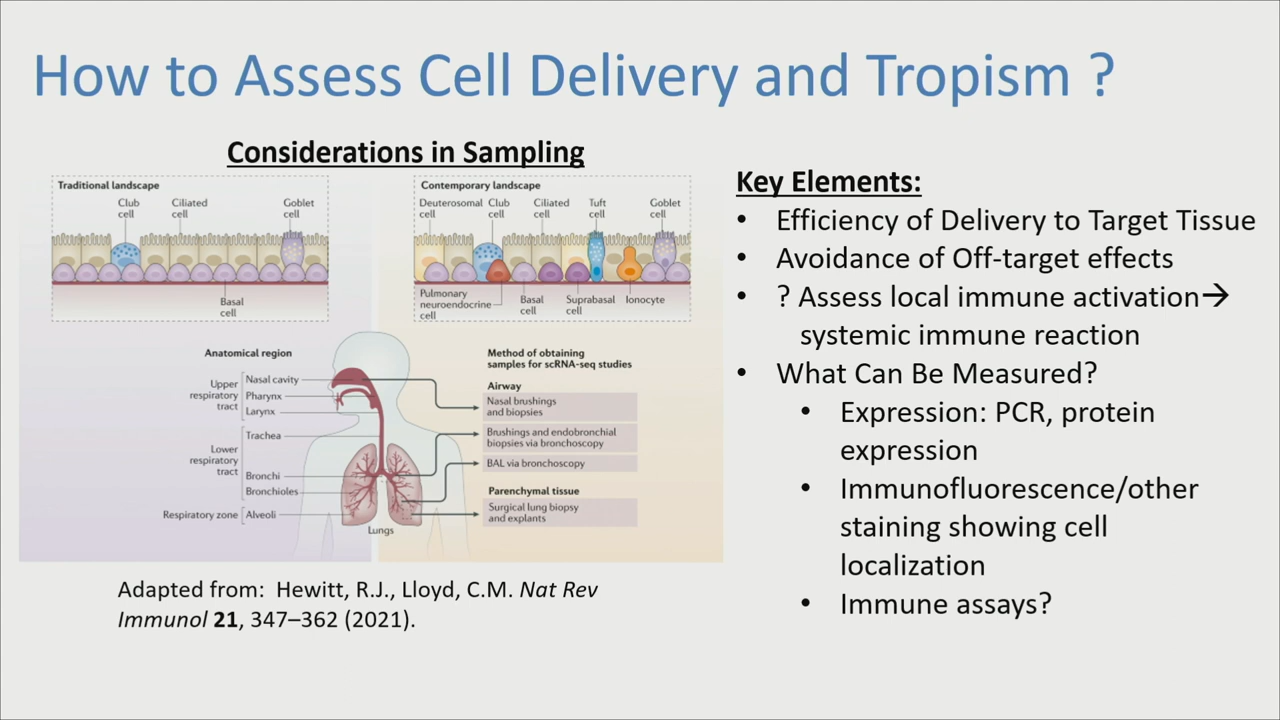 How to Assess Cell Delivery and Tropism ?
Considerations in Sampling
Traditional landscape
Club
cell
Ciliated
cell
Goblet
cell
Basal
cell
Contemporary landscape
Deuterosomal
cell
Club
cell
Ciliated
cell
Tuft
cell
Goblet
cell
Pulmonary
neuroendocrine
cell
Basal
cell
Suprabasal
cell
Ionocyte
Anatomical region
Upper
respiratory
tract
Nasal cavity
Pharynx
Larynx
Lower
respiratory
tract
Trachea
Bronchi
Bronchioles
Respiratory zone
Alveoli
Lungs
Method of obtaining
samples for scRNA-seq studies
Airway
Nasal brushings
and biopsies
Brushings and endobronchial
biopsies via bronchoscopy
BAL via bronchoscopy
Parenchymal tissue
Surgical lung biopsy
and explants
Adapted from: Hewitt, R.J., Lloyd, C.M. Nat Rev
Immunol 21, 347–362 (2021).
Key Elements:
• Efficiency of Delivery to Target Tissue
• Avoidance of Off-target effects
• ? Assess local immune activation→
systemic immune reaction
• What Can Be Measured?
• Expression: PCR, protein
expression
• Immunofluorescence/other
staining showing cell
localization
• Immune assays?